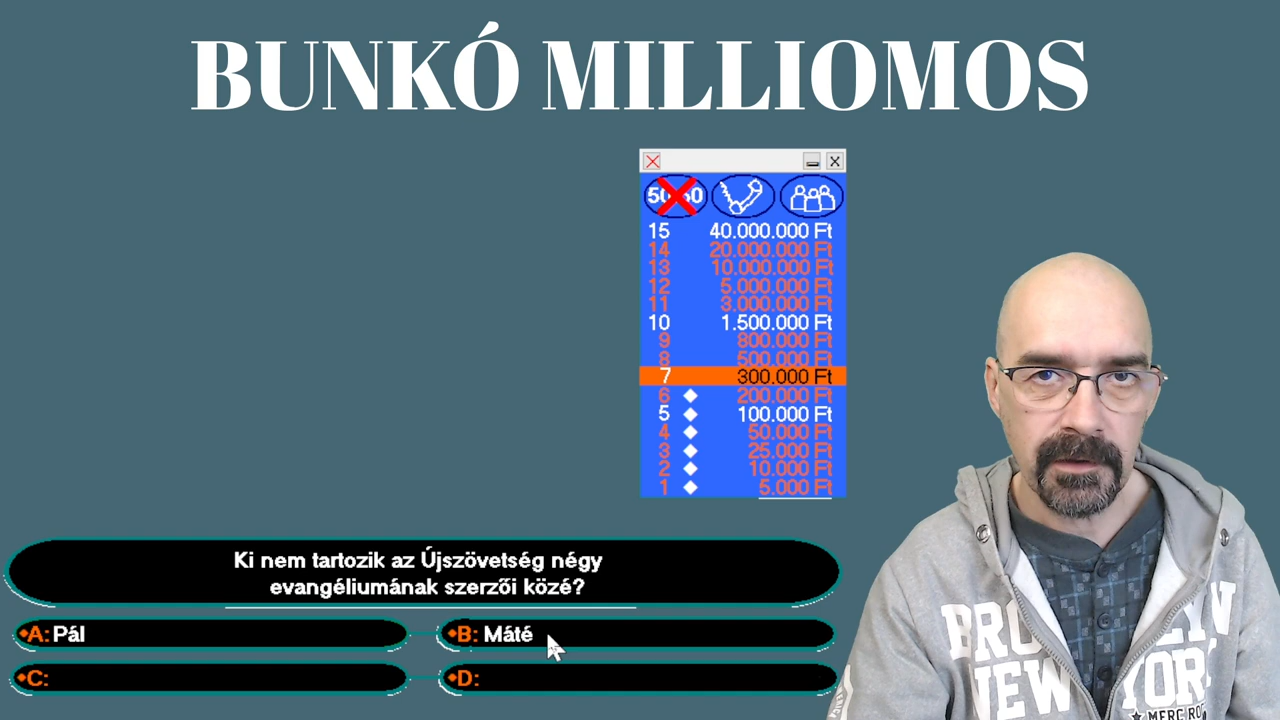 BUNKÓ MILLIOMOS
15 40.000.000 Ft
14 20.000.000 Ft
13 10.000.000 Ft
12 5.000.000 Ft
11 3.000.000 Ft
10 1.500.000 Ft
9 800.000 Ft
8 500.000 Ft
7 300.000 Ft
6 200.000 Ft
5 100.000 Ft
4 50.000 Ft
3 25.000 Ft
2 10.000 Ft
1 5.000 Ft
Ki nem tartozik az Újszövetség négy
evangéliumának szerzői közé?
A: Pál
B: Máté
C:
D:
NEW YORK